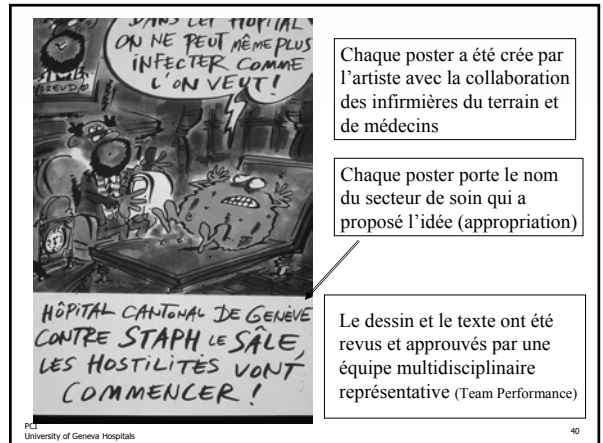 DANS CET HOPITAL
ON NE PEUT MÊME PLUS
INFECTER COMME
L'ON VEUT!
HÔPITAL CANTONAL DE GENÈVE
CONTRE STAPH LE SÂLE,
LES HOSTILITÉS VONT
COMMENCER !
Chaque poster a été crée par
l'artiste avec la collaboration
des infirmières du terrain et
de médecins
Chaque poster porte le nom
du secteur de soin qui a
proposé l'idée (appropriation)
Le dessin et le texte ont été
revus et approuvés par une
équipe multidisciplinaire
représentative (Team Performance)
PCI
University of Geneva Hospitals
40